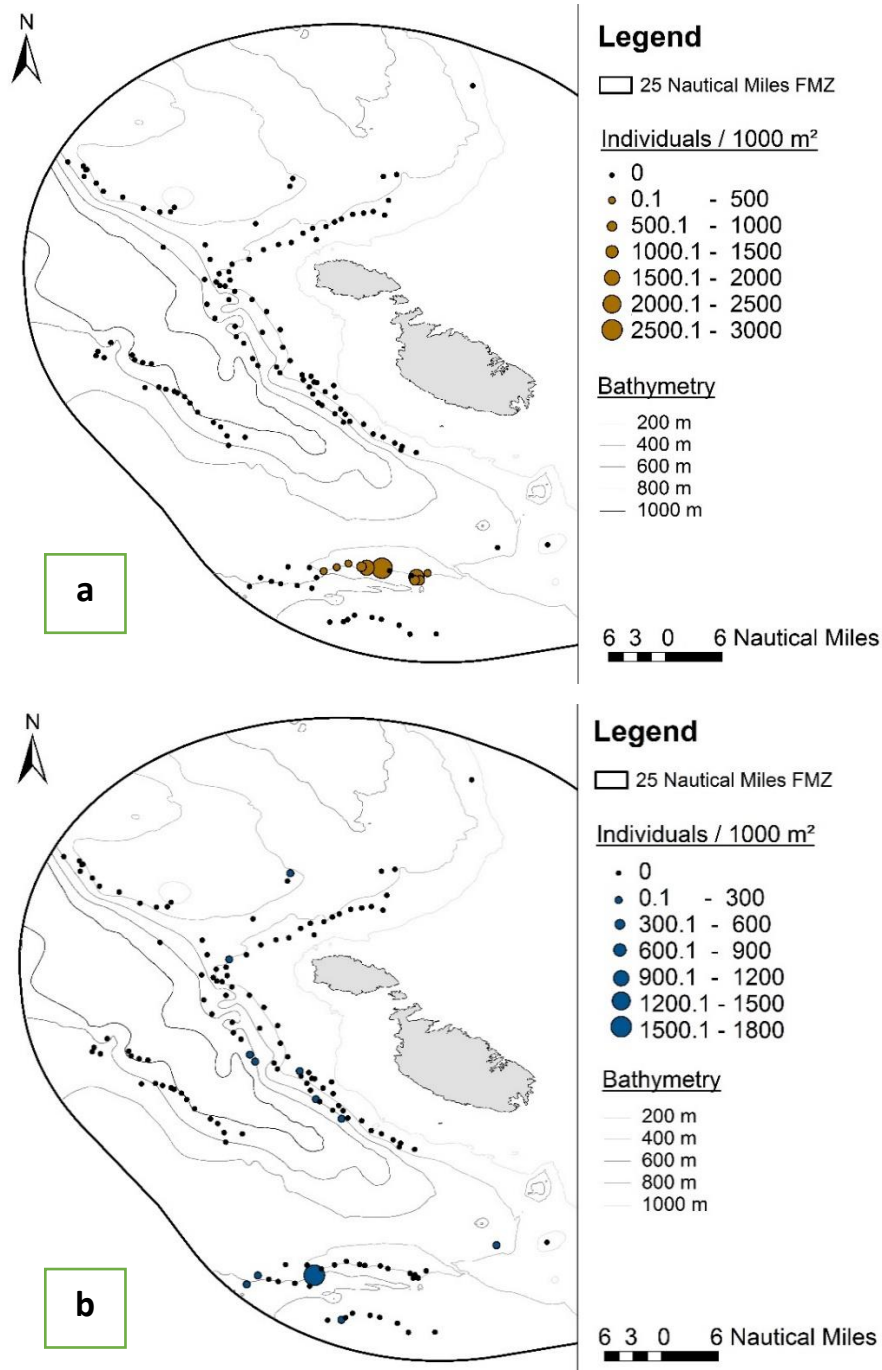 N
Legend
25 Nautical Miles FMZ
Individuals / 1000 m²
0
0.1 - 500
500.1 - 1000
1000.1 - 1500
1500.1 - 2000
2000.1 - 2500
2500.1 - 3000
Bathymetry
200 m
400 m
600 m
800 m
1000 m
a
6 3 0 6 Nautical Miles
N
Legend
25 Nautical Miles FMZ
Individuals / 1000 m²
0
0.1 - 300
300.1 - 600
600.1 - 900
900.1 - 1200
1200.1 - 1500
1500.1 - 1800
Bathymetry
200 m
400 m
600 m
800 m
1000 m
b
6 3 0 6 Nautical Miles